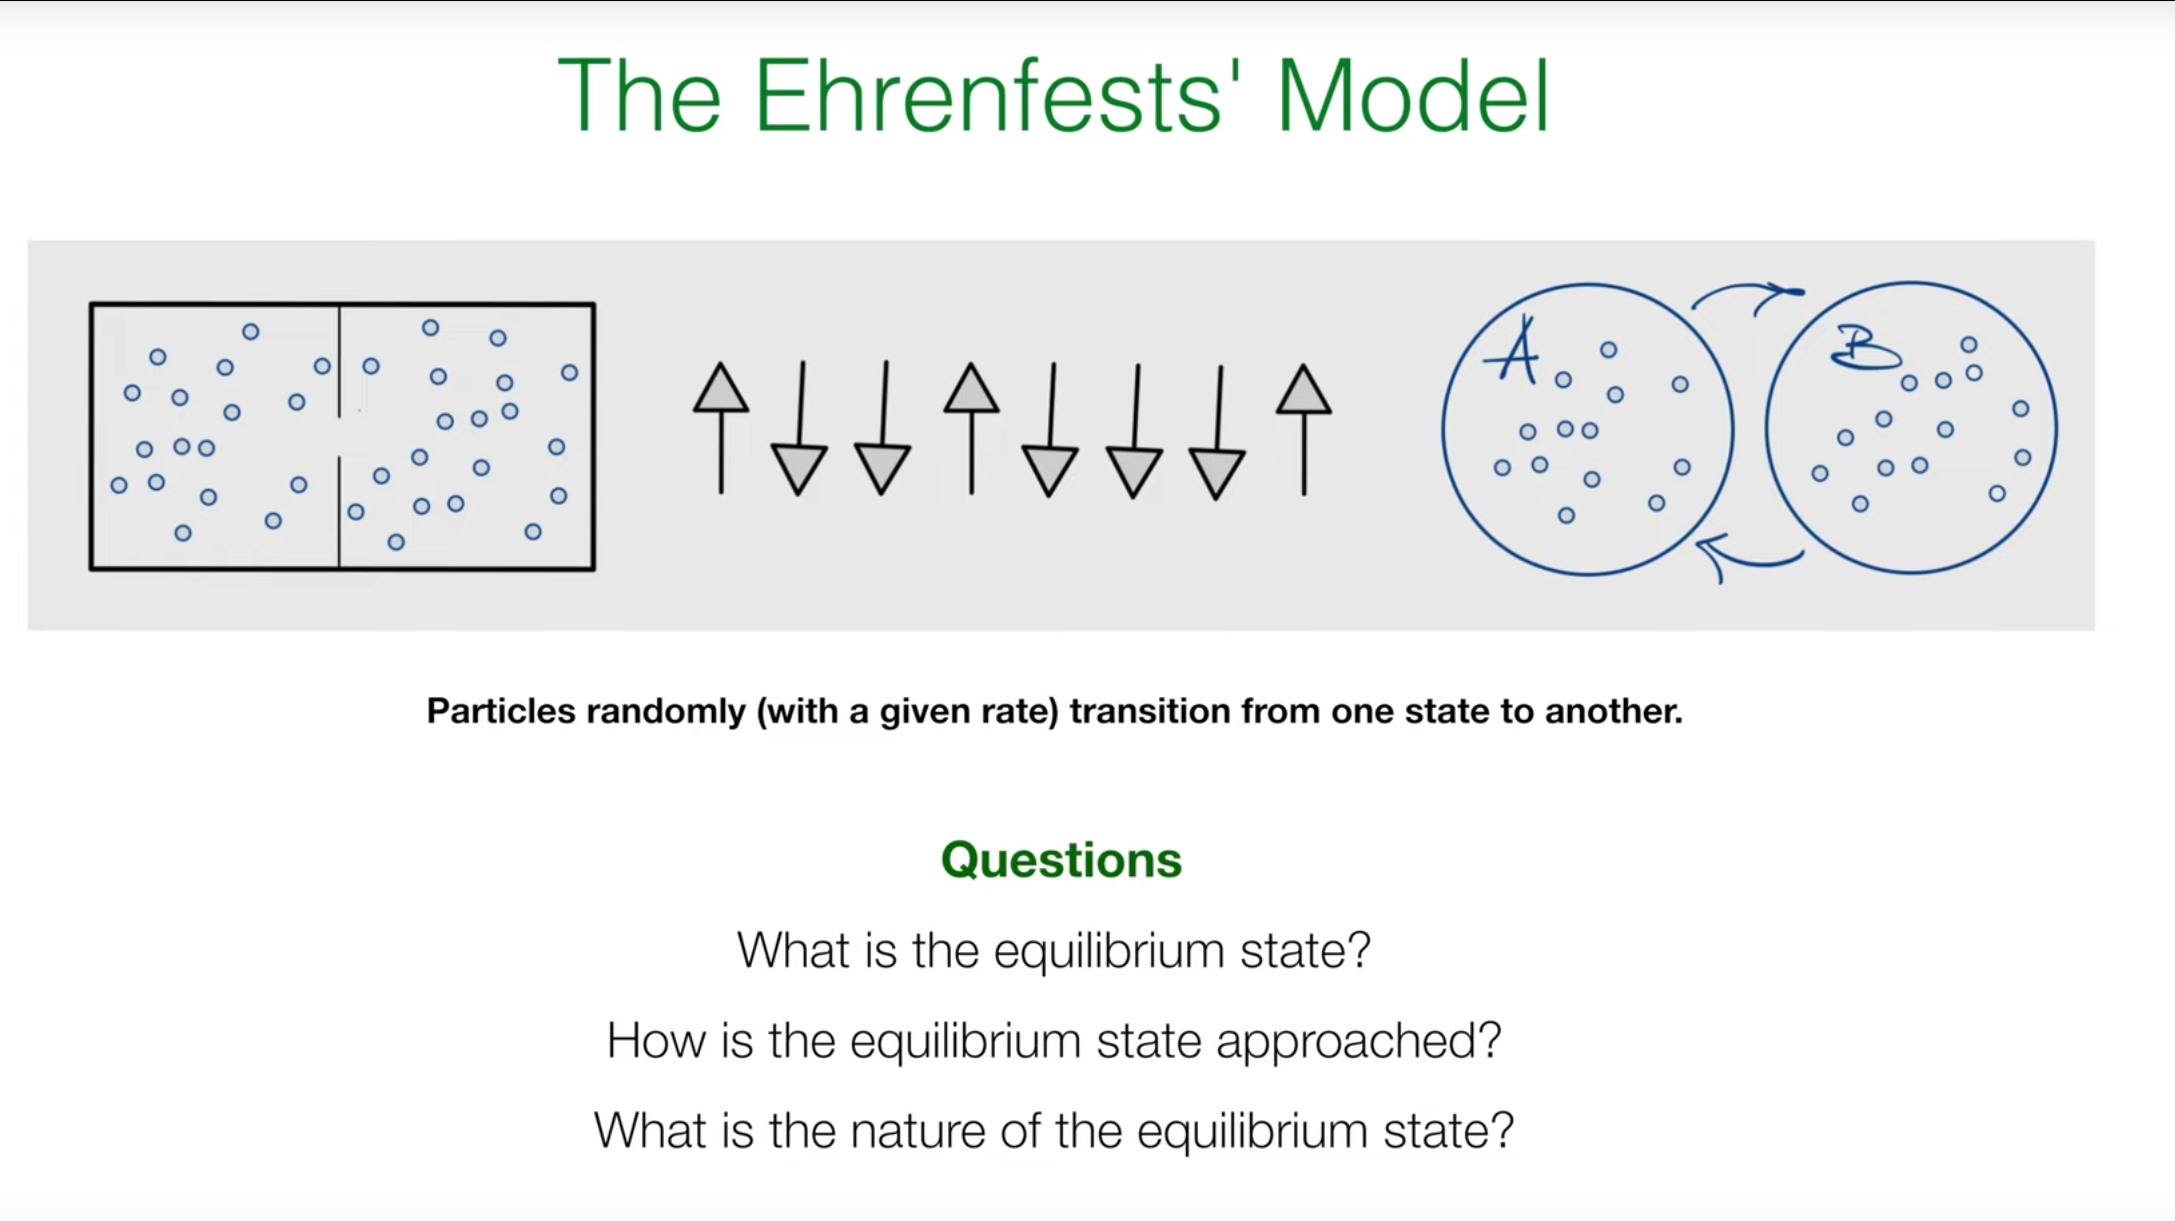 The Ehrenfests' Model
A
B
Particles randomly (with a given rate) transition from one state to another.
Questions
What is the equilibrium state?
How is the equilibrium state approached?
What is the nature of the equilibrium state?